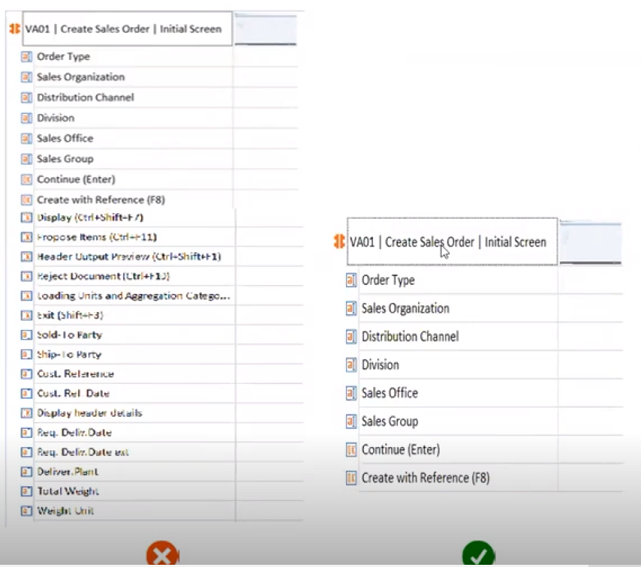 VA01 | Create Sales Order | Initial Screen
Order Type
Sales Organization
Distribution Channel
Division
Sales Office
Sales Group
Continue (Enter)
Create with Reference (F8)
Display (Ctrl+Shift+F7)
Propose Items (Ctrl+F11)
Header Output Preview (Ctrl+Shift+F1)
Reject Document (Ctrl+F12)
Loading Units and Aggregation Catego...
Exit (Shift+F3)
Sold-To Party
Ship-To Party
Cust. Reference
Cust. Ref. Date
Display header details
Req. Deliv.Date
Req. Deliv.Date ext
Deliver.Plant
Total Weight
Weight Unit
VA01 | Create Sales Order | Initial Screen
Order Type
Sales Organization
Distribution Channel
Division
Sales Office
Sales Group
Continue (Enter)
Create with Reference (F8)